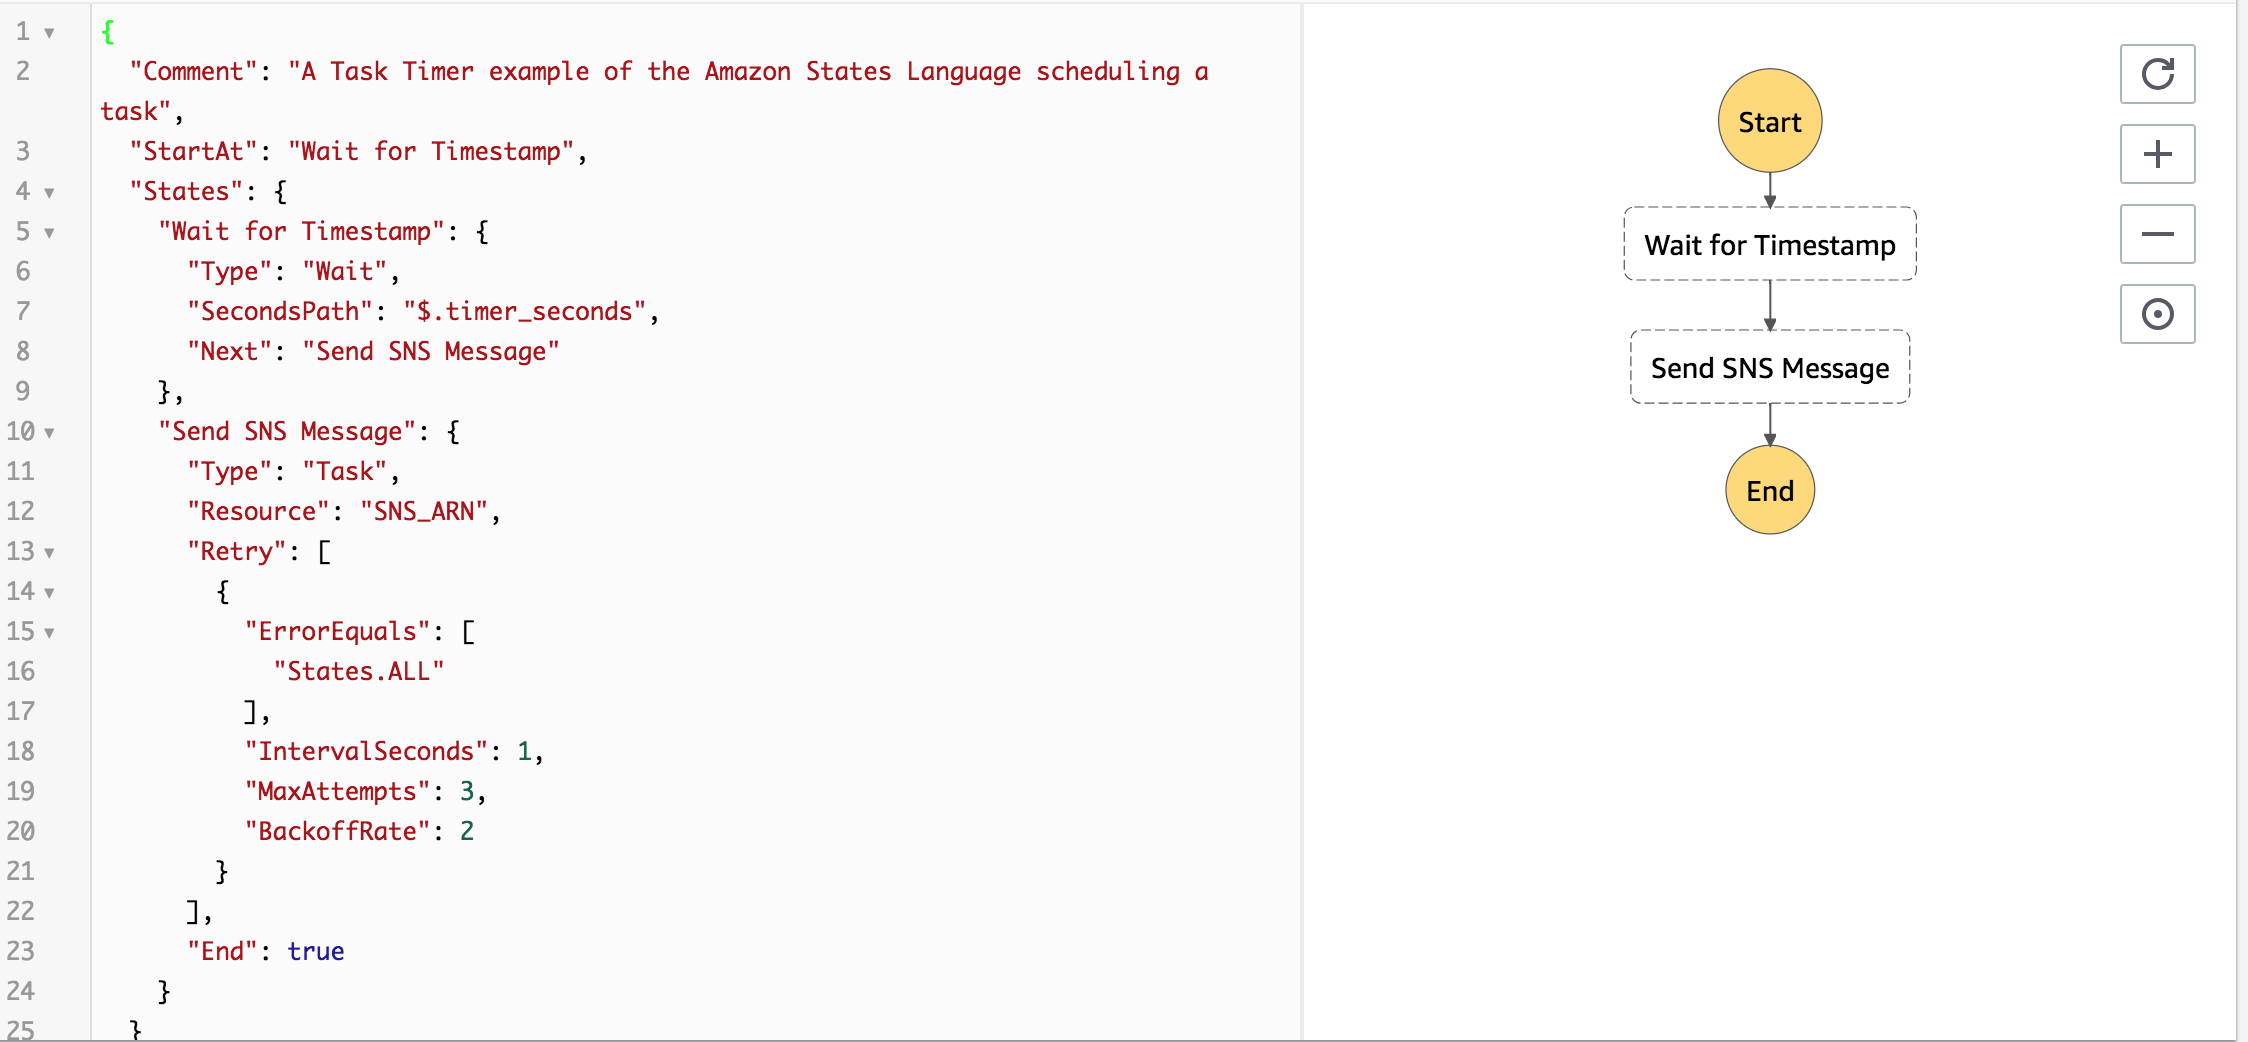 1 {
2 "Comment": "A Task Timer example of the Amazon States Language scheduling a
task",
3 "StartAt": "Wait for Timestamp",
4 "States": {
5 "Wait for Timestamp": {
6 "Type": "Wait",
7 "SecondsPath": "$.timer_seconds",
8 "Next": "Send SNS Message"
9 },
10 "Send SNS Message": {
11 "Type": "Task",
12 "Resource": "SNS_ARN",
13 "Retry": [
14 {
15 "ErrorEquals": [
16 "States.ALL"
17 ],
18 "IntervalSeconds": 1,
19 "MaxAttempts": 3,
20 "BackoffRate": 2
21 }
22 ],
23 "End": true
24 }
25 }
Start
Wait for Timestamp
Send SNS Message
End